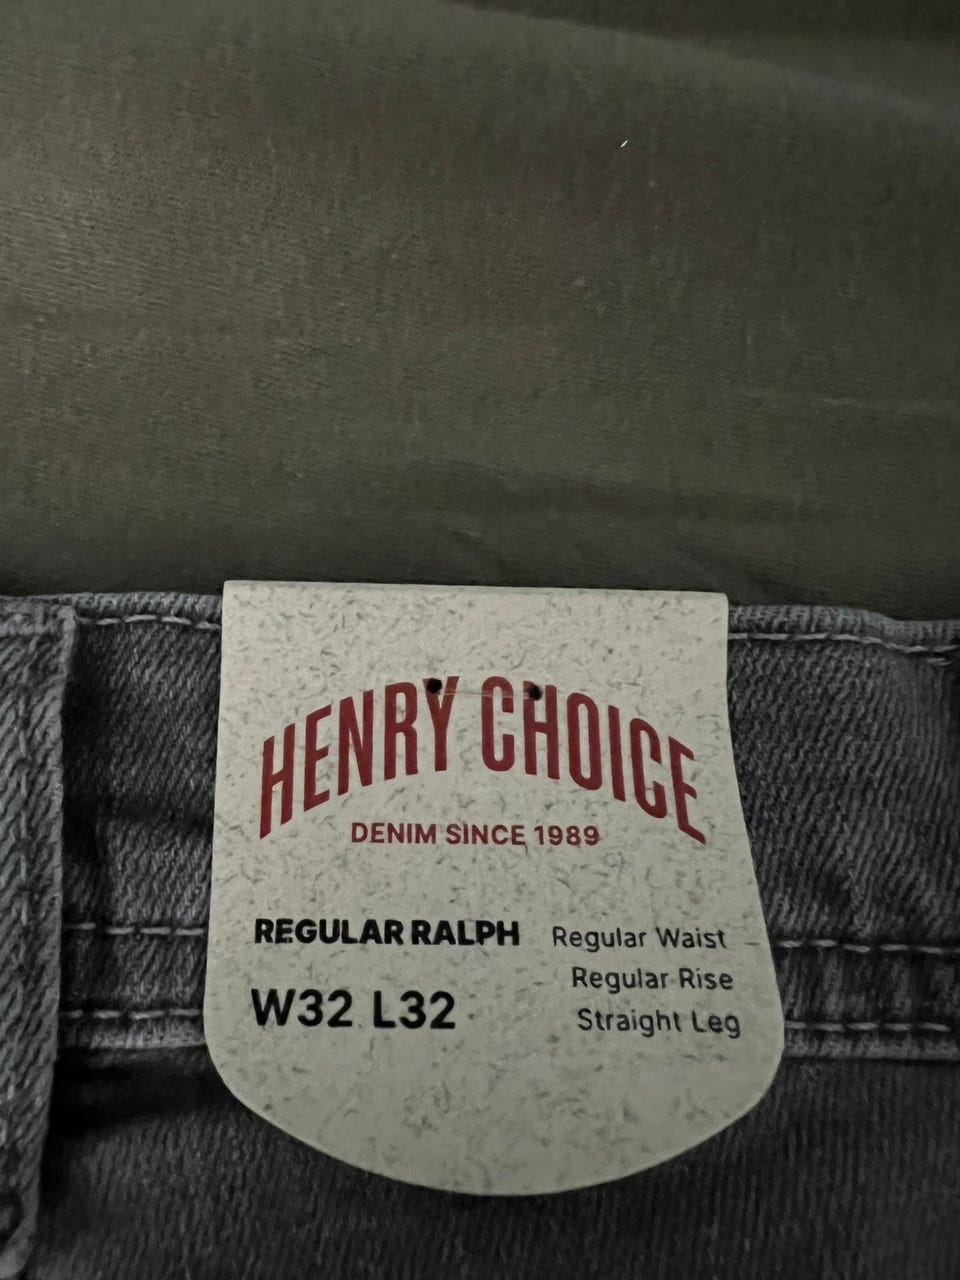 HENRY CHOICE
DENIM SINCE 1989
REGULAR RALPH
W32 L32
Regular Waist
Regular Rise
Straight Leg